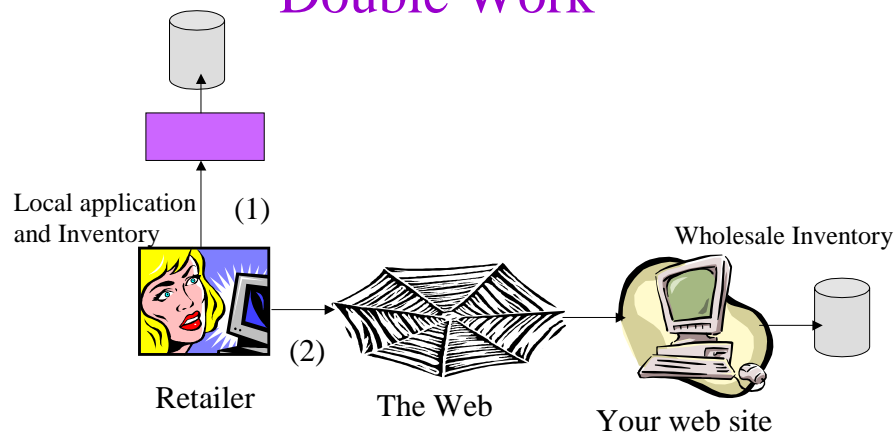 Double Work
Local application
and Inventory
(1)
Wholesale Inventory
(2)
Retailer
The Web
Your web site